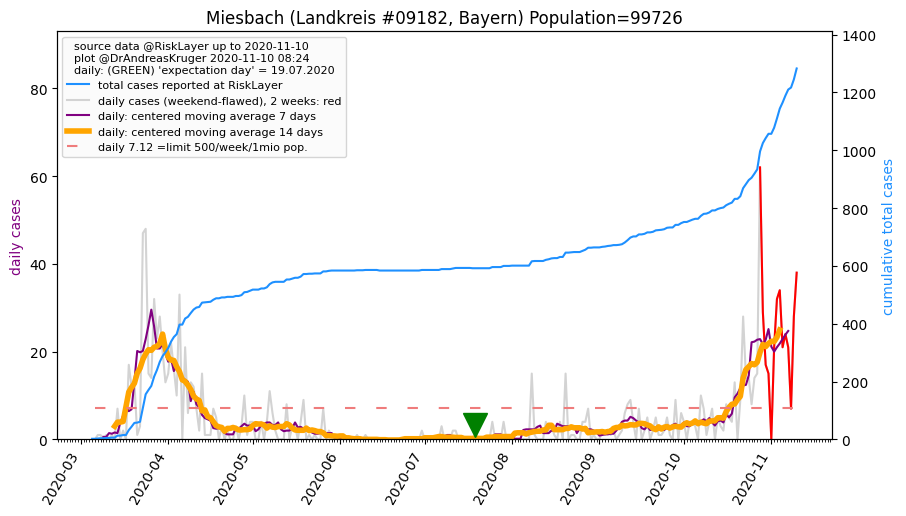 Miesbach (Landkreis #09182, Bayern) Population=99726
source data @RiskLayer up to 2020-11-10
plot @DrAndreasKruger 2020-11-10 08:24
daily: (GREEN) 'expectation day' = 19.07.2020
total cases reported at RiskLayer
daily cases (weekend-flawed), 2 weeks: red
daily: centered moving average 7 days
daily: centered moving average 14 days
daily 7.12 =limit 500/week/1mio pop.
daily cases
0
20
40
60
80
cumulative total cases
0
200
400
600
800
1000
1200
1400
2020-03
2020-04
2020-05
2020-06
2020-07
2020-08
2020-09
2020-10
2020-11